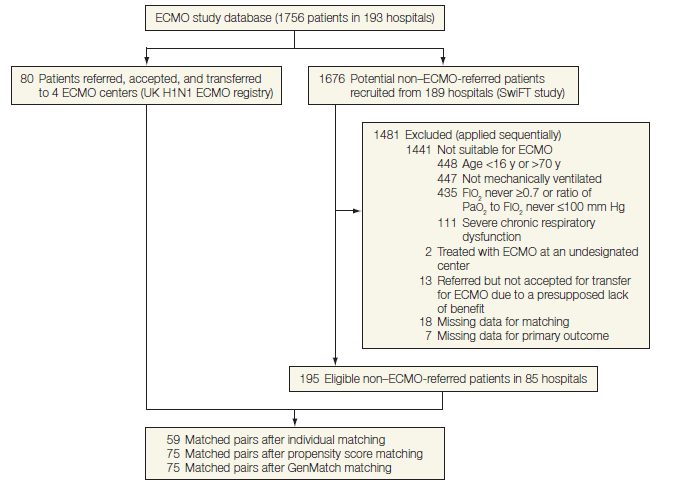 ECMO study database (1756 patients in 193 hospitals)
80 Patients referred, accepted, and transferred
to 4 ECMO centers (UK H1N1 ECMO registry)
1676 Potential non–ECMO-referred patients
recruited from 189 hospitals (SwiFT study)
1481 Excluded (applied sequentially)
1441 Not suitable for ECMO
448 Age <16 y or >70 y
447 Not mechanically ventilated
435 FIO2 never ≥0.7 or ratio of
PaO2 to FIO2 never ≤100 mm Hg
111 Severe chronic respiratory
dysfunction
2 Treated with ECMO at an undesignated
center
13 Referred but not accepted for transfer
for ECMO due to a presupposed lack
of benefit
18 Missing data for matching
7 Missing data for primary outcome
195 Eligible non–ECMO-referred patients in 85 hospitals
59 Matched pairs after individual matching
75 Matched pairs after propensity score matching
75 Matched pairs after GenMatch matching